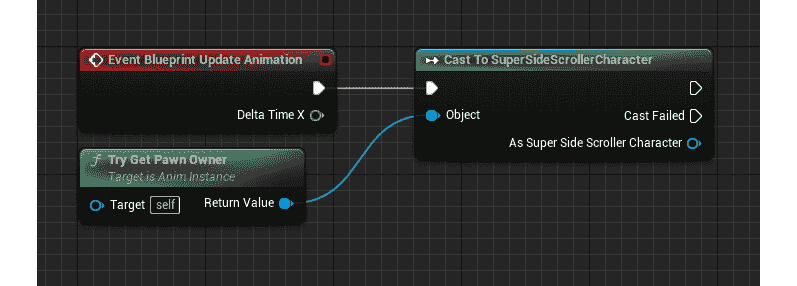 Event Blueprint Update Animation
Delta Time X
Cast To SuperSideScrollerCharacter
Object
Cast Failed
As Super Side Scroller Character
f Try Get Pawn Owner
Target is Anim Instance
Target self Return Value